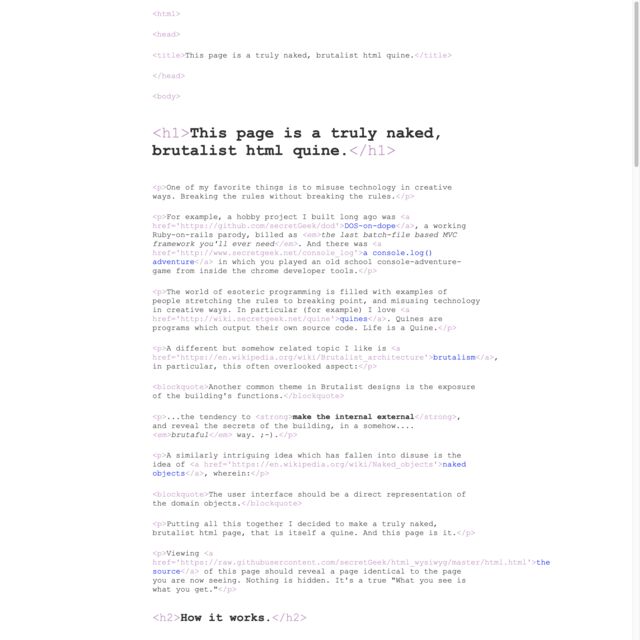 <html>
<head>
<title>This page is a truly naked, brutalist html quine.</title>
</head>
<body>
<h1>This page is a truly naked,
brutalist html quine.</h1>
<p>One of my favorite things is to misuse technology in creative
ways. Breaking the rules without breaking the rules.</p>
<p>For example, a hobby project I built long ago was <a
href='https://github.com/secretGeek/dod'>DOS-on-dope</a>, a working
Ruby-on-rails parody, billed as <em>the last batch-file based MVC
framework you'll ever need</em>. And there was <a
href='http://www.secretgeek.net/console_log'>a console.log()
adventure</a> in which you played an old school console-adventure-
game from inside the chrome developer tools.</p>
<p>The world of esoteric programming is filled with examples of
people stretching the rules to breaking point, and misusing technology
in creative ways. In particular (for example) I love <a
href='http://wiki.secretgeek.net/quine'>quines</a>. Quines are
programs which output their own source code. Life is a Quine.</p>
<p>A different but somehow related topic I like is <a
href='https://en.wikipedia.org/wiki/Brutalist_architecture'>brutalism</a>,
in particular, this often overlooked aspect:</p>
<blockquote>Another common theme in Brutalist designs is the exposure
of the building's functions.</blockquote>
<p>...the tendency to <strong>make the internal external</strong>,
and reveal the secrets of the building, in a somehow....
<em>brutaful</em> way. ;-).</p>
<p>A similarly intriguing idea which has fallen into disuse is the
idea of <a href='https://en.wikipedia.org/wiki/Naked_objects'>naked
objects</a>, wherein:</p>
<blockquote>The user interface should be a direct representation of
the domain objects.</blockquote>
<p>Putting all this together I decided to make a truly naked,
brutalist html page, that is itself a quine. And this page is it.</p>
<p>Viewing <a
href='https://raw.githubusercontent.com/secretGeek/html_wysiwyg/master/html.html'>the
source</a> of this page should reveal a page identical to the page
you are now seeing. Nothing is hidden. It's a true "What you see is
what you get."</p>
<h2>How it works.</h2>